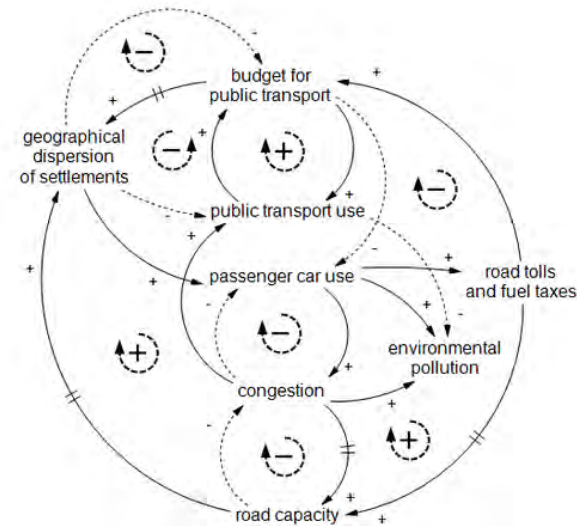 -
−
budget for
public transport
+
+
geographical
dispersion
of settlements
−
+
+
−
-
public transport use
+
+
-
passenger car use
+
road tolls
and fuel taxes
+
+
-
+
-
−
environmental
pollution
+
+
congestion
+
+
-
−
+
road capacity
+
+